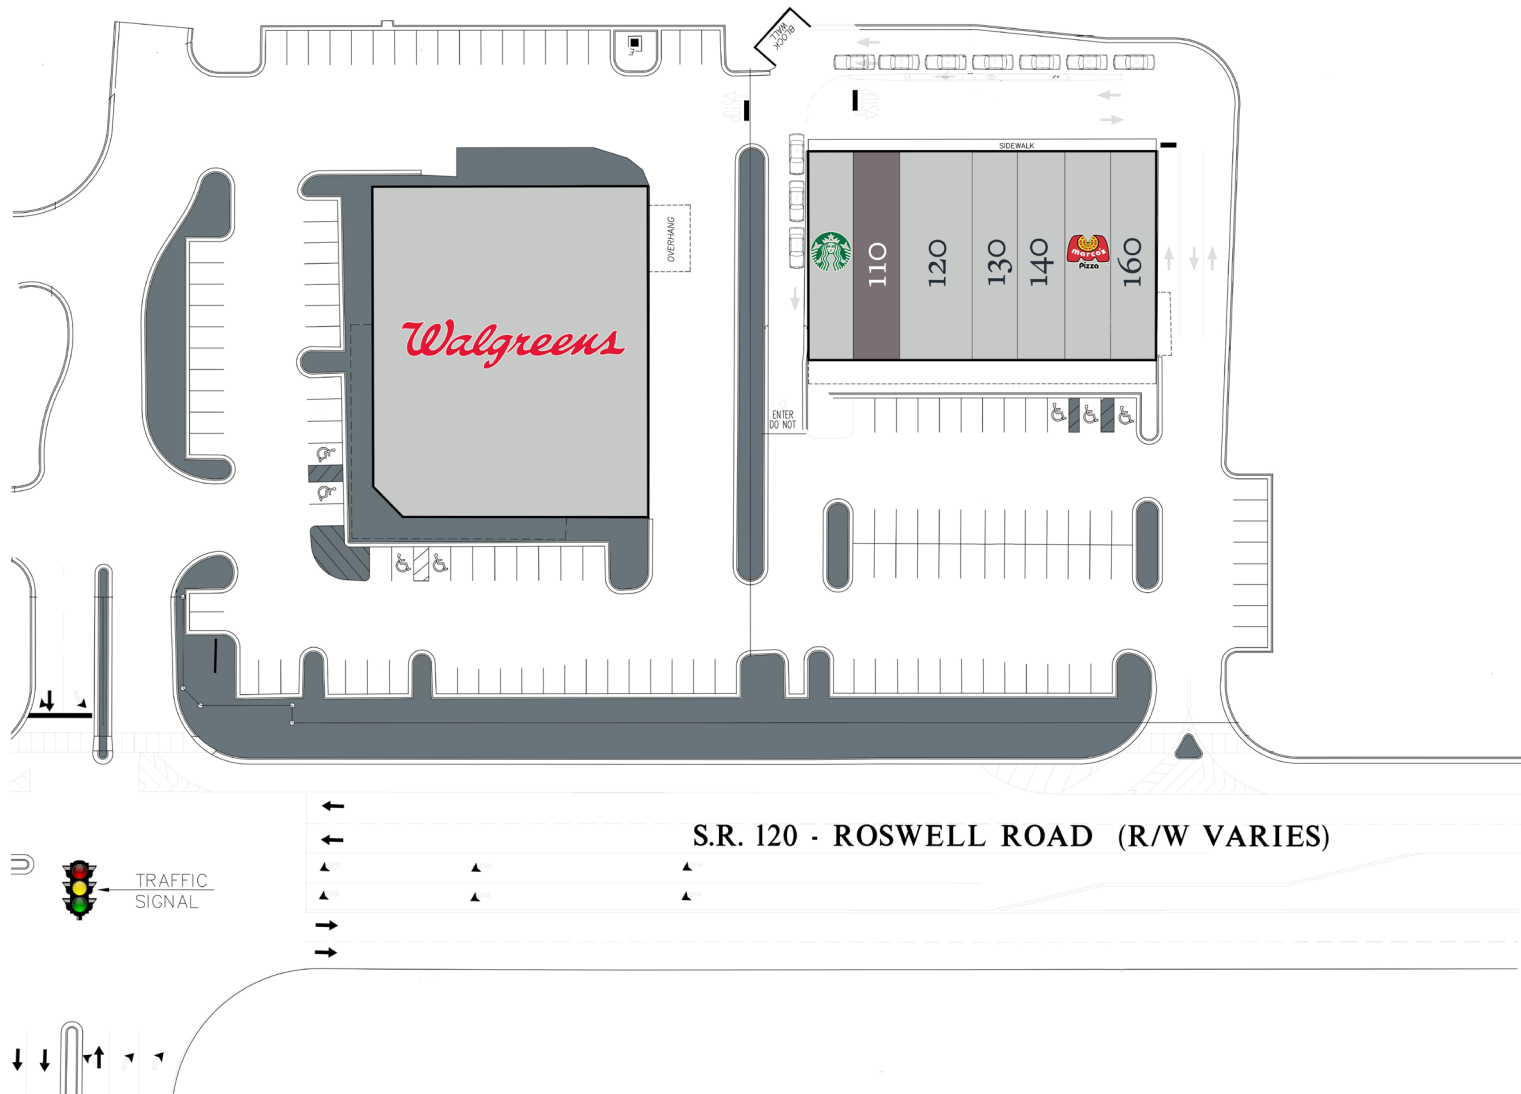 BLOCK
WALL
SIDEWALK
OVERHANG
110
120
130
140
Marco's
Pizza
160
Walgreens
ENTER
DO NOT
S.R. 120 - ROSWELL ROAD (R/W VARIES)
TRAFFIC
SIGNAL